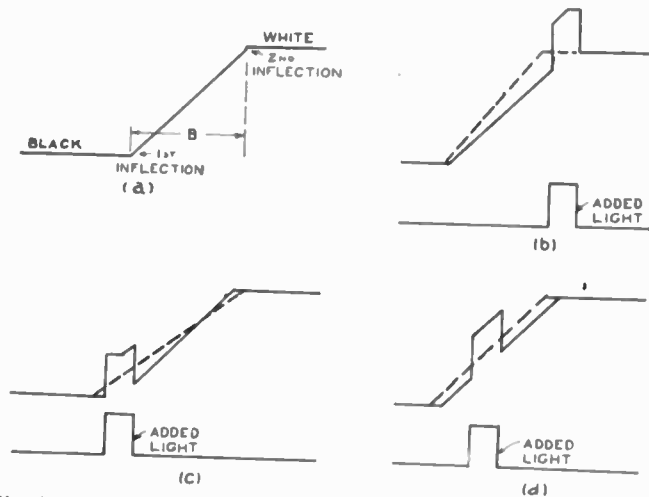 WHITE
2ND
INFLECTION
B
BLACK
1ST
INFLECTION
(a)
ADDED
LIGHT
(b)
ADDED
LIGHT
(c)
ADDED
LIGHT
(d)